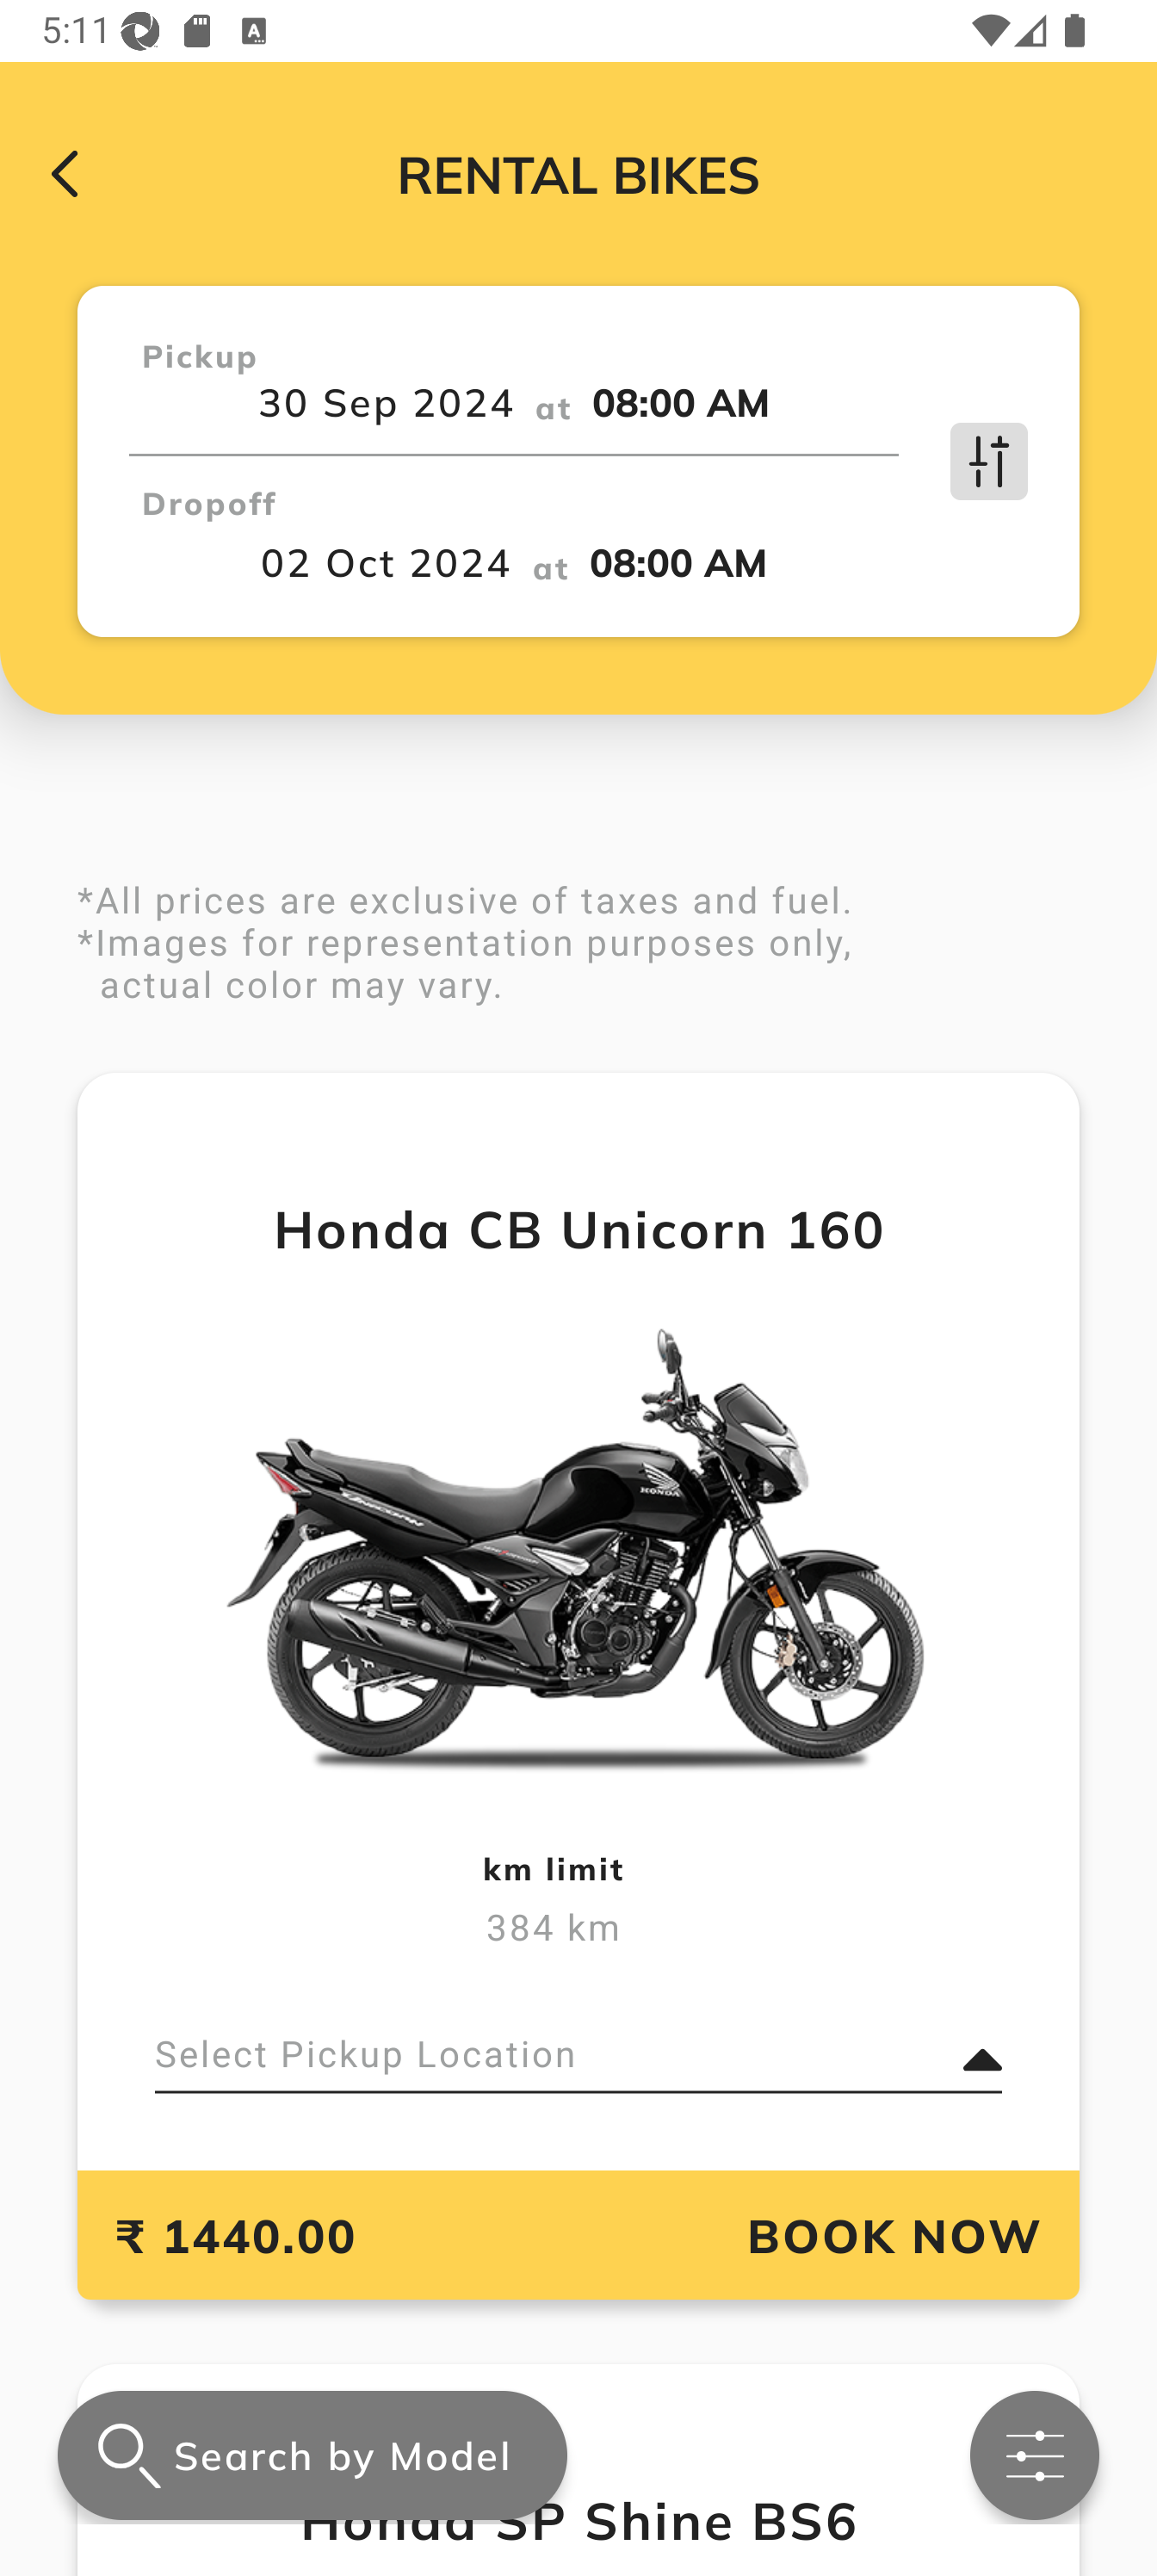 5:11
RENTAL BIKES
Pickup
30 Sep 2024 at 08:00 AM
Dropoff
02 Oct 2024 at 08:00 AM
*All prices are exclusive of taxes and fuel.
*Images for representation purposes only,
actual color may vary.
Honda CB Unicorn 160
HONDA
UNICORN
km limit
384 km
Select Pickup Location
₹ 1440.00
BOOK NOW
Search by Model
Honda SP Shine BS6